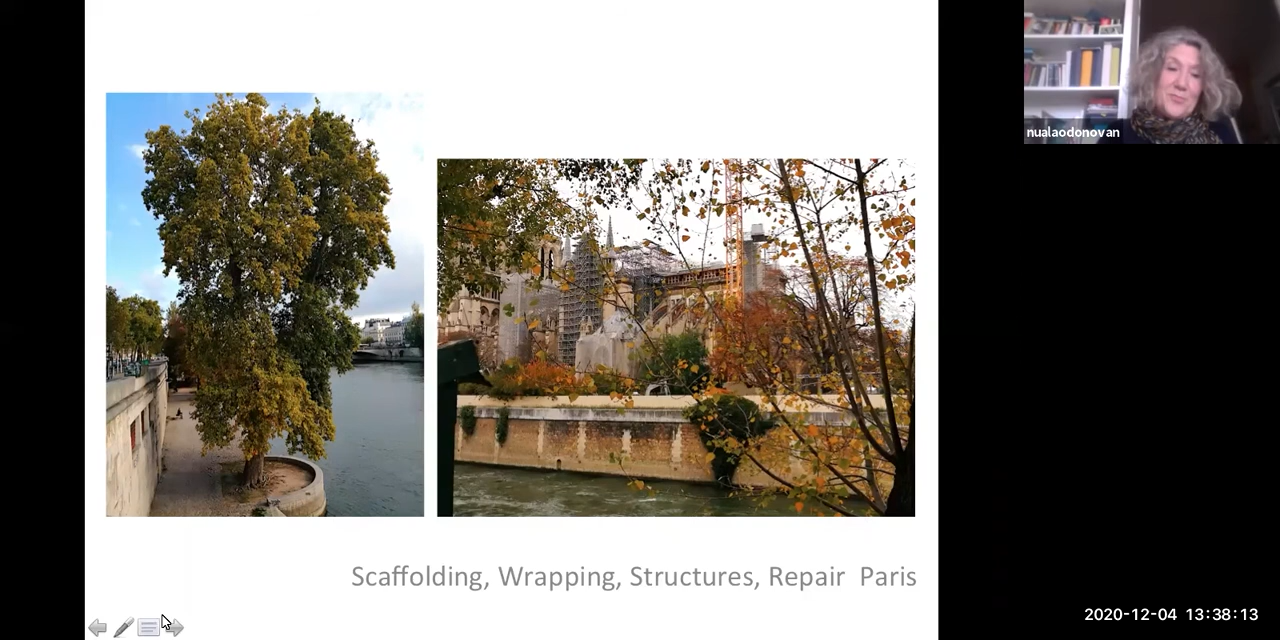 nualaodonovan
Scaffolding, Wrapping, Structures, Repair  Paris
2020-12-04 13:38:13